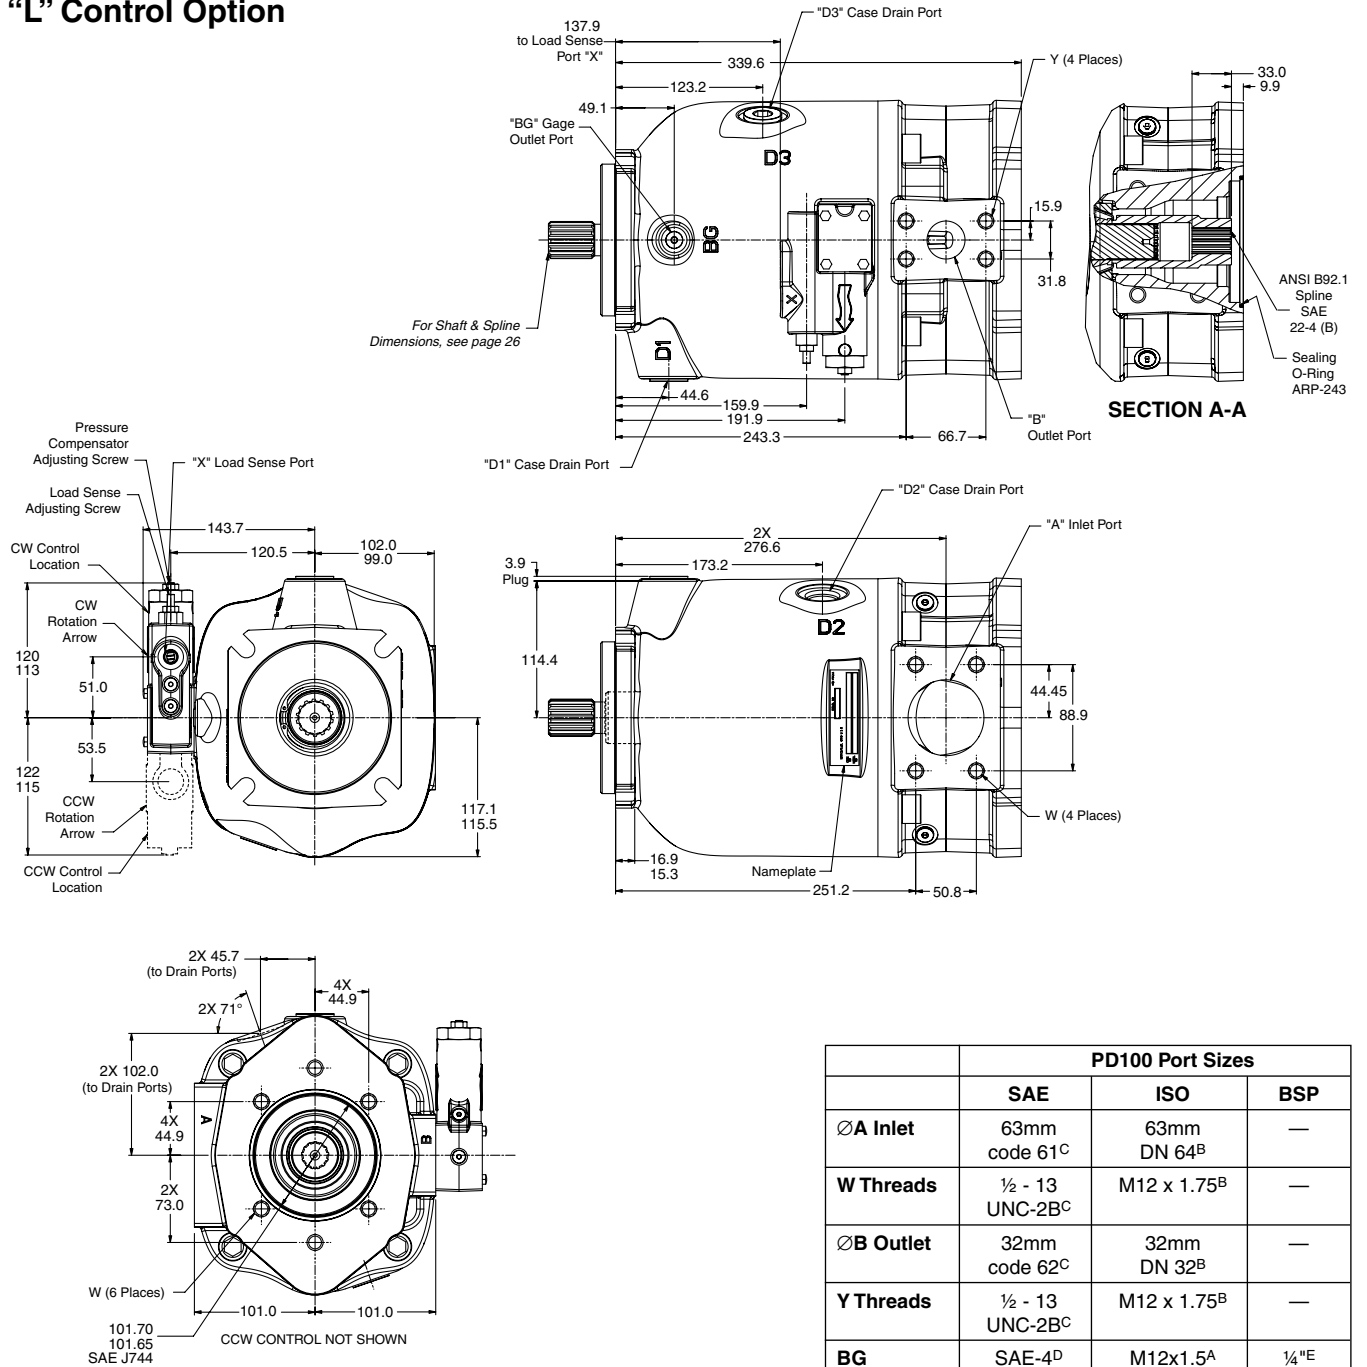 “L” Control Option
"D3" Case Drain Port
137.9
to Load Sense
Port "X"
339.6
Y (4 Places)
33.0
9.9
123.2
49.1
"BG" Gage
Outlet Port
D3
BG
X
D1
15.9
31.8
ANSI B92.1
Spline
SAE
22-4 (B)
Sealing
O-Ring
ARP-243
For Shaft & Spline
Dimensions, see page 26
44.6
159.9
191.9
243.3
66.7
"B"
Outlet Port
SECTION A-A
"D1" Case Drain Port
Pressure
Compensator
Adjusting Screw
"X" Load Sense Port
Load Sense
Adjusting Screw
143.7
120.5
102.0
99.0
CW Control
Location
CW
Rotation
Arrow
120
113
51.0
53.5
122
115
CCW
Rotation
Arrow
CCW Control
Location
117.1
115.5
"D2" Case Drain Port
"A" Inlet Port
2X
276.6
3.9
Plug
173.2
D2
114.4
44.45
88.9
W (4 Places)
16.9
15.3
Nameplate
251.2
50.8
2X 45.7
(to Drain Ports)
4X
44.9
2X 71°
2X 102.0
(to Drain Ports)
4X
44.9
A
B
2X
73.0
W (6 Places)
101.0
101.0
101.70
101.65
SAE J744
CCW CONTROL NOT SHOWN
PD100 Port Sizes
SAE ISO BSP
∅A Inlet 63mm code 61C 63mm DN 64B —
W Threads ½ - 13 UNC-2BC M12 x 1.75B —
∅B Outlet 32mm code 62C 32mm DN 32B —
Y Threads ½ - 13 UNC-2BC M12 x 1.75B —
BG SAE-4D M12x1.5A ¼"E